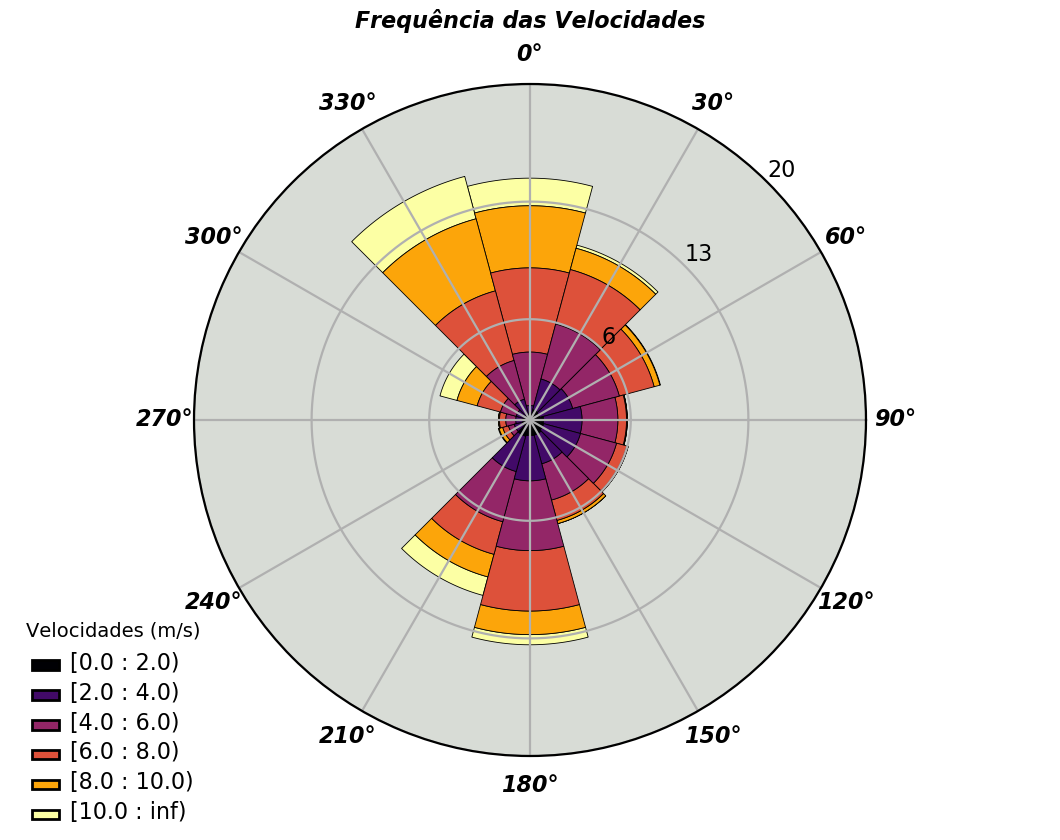 Frequência das Velocidades
0°
330°
30°
20
300°
60°
13
6
270°
90°
240°
120°
210°
150°
180°
Velocidades (m/s)
[0.0 : 2.0)
[2.0 : 4.0)
[4.0 : 6.0)
[6.0 : 8.0)
[8.0 : 10.0)
[10.0 : inf)